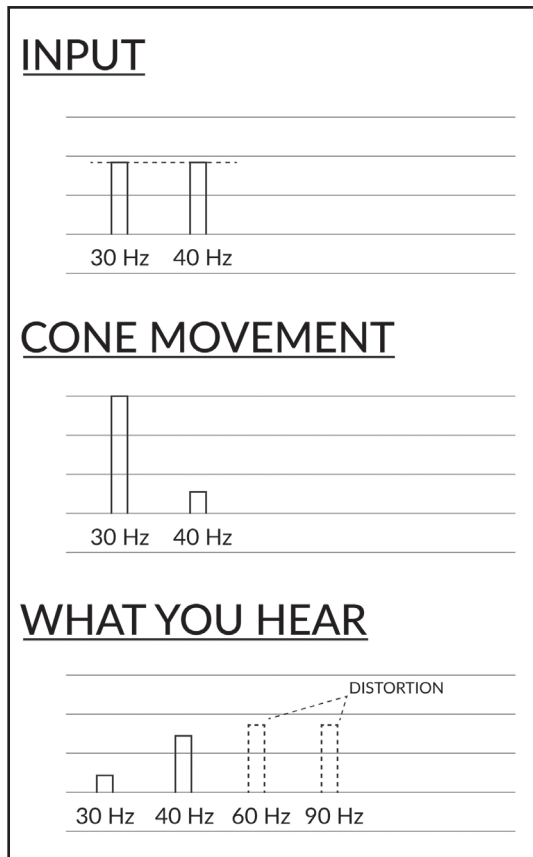 INPUT
30 Hz 40 Hz
CONE MOVEMENT
30 Hz 40 Hz
WHAT YOU HEAR
DISTORTION
30 Hz 40 Hz 60 Hz 90 Hz